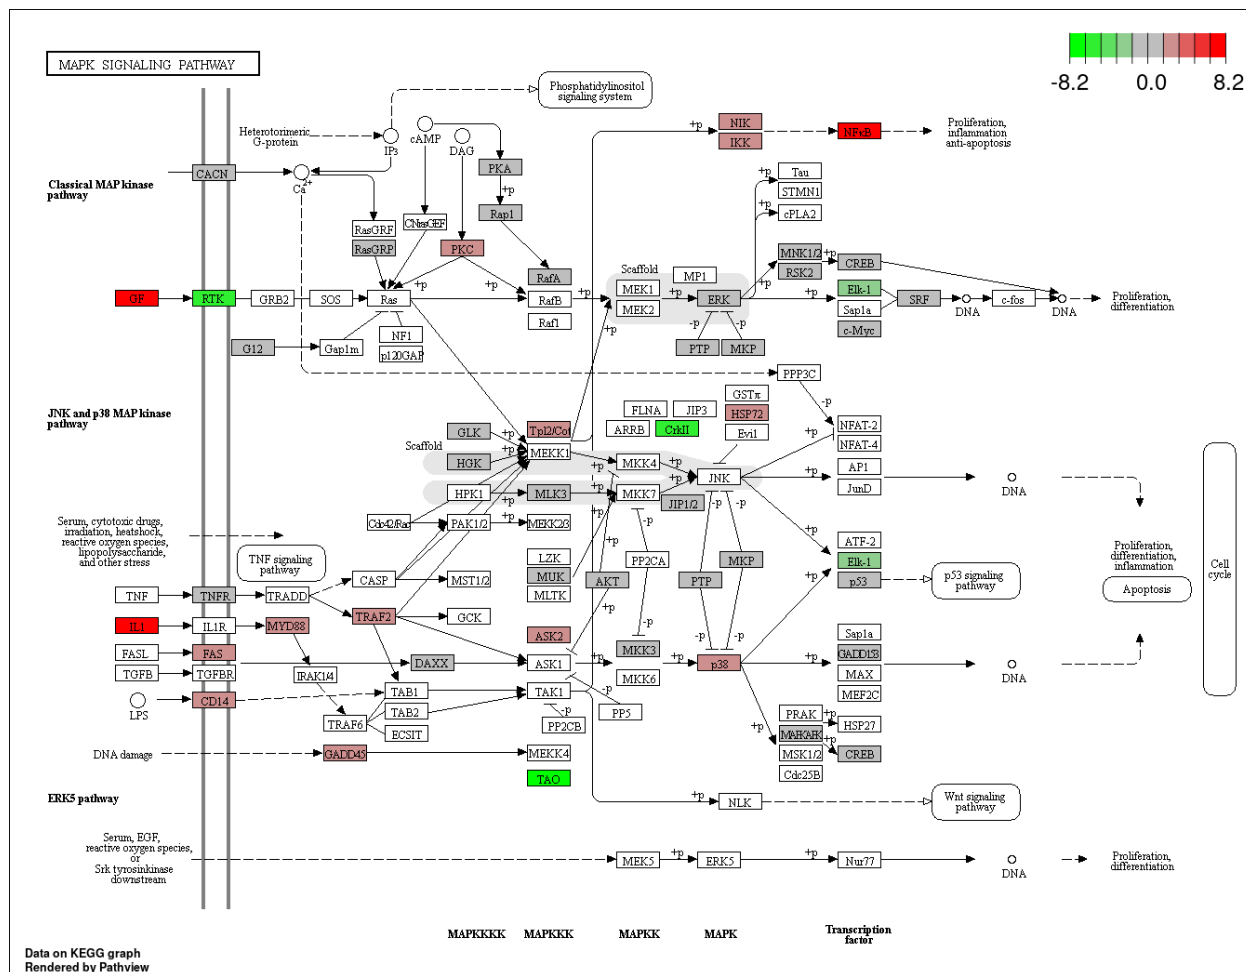 MAPK SIGNALING PATHWAY
-8.2 0.0 8.2
Phosphatidylinositol
signaling system
Heterotorimeric
G-protein
IP3
cAMP
DAG
NIK
IKK
NFκB
Proliferation,
inflammation
anti-apoptosis
+p
Classical MAP kinase
pathway
CACN
Ca2+
PKA
+p
Rap1
RasGRF
RasGRP
CNrasGEF
PKC
Tau
STMN1
cPLA2
+p
+p
MNK1/2
RSK2
+p
CREB
RafA
RafB
Raf1
Scaffold
MEK1
MEK2
MP1
ERK
GF
RTK
GRB2
SOS
Ras
+p
+p
+p
+p
+p
Elk-1
Sap1a
c-Myc
SRF
DNA
c-fos
DNA
Proliferation,
differentiation
G12
Gap1m
NF1
p120GAP
+p
-p
-p
PTP
MKP
PPP3C
-p
JNK and p38 MAP kinase
pathway
FLNA
JIP3
ARRB
CrkII
GSTπ
HSP72
Evi1
NFAT-2
NFAT-4
Scaffold
GLK
HGK
+p
+p
+p
Tpl2/Cot
MEKK1
+p
MKK4
+p
JNK
+p
AP1
JunD
DNA
HPK1
MLK3
+p
+p
MKK7
+p
JIP1/2
Cdc42/Rac
+p
PAK1/2
+p
MEKK2/3
-p
-p
-p
Serum, cytotoxic drugs,
irradiation, heatshock,
reactive oxygen species,
lipopolysaccharide,
and other stress
TNF signaling
pathway
LZK
MUK
MLTK
+p
AKT
PP2CA
PTP
MKP
+p
ATF-2
Elk-1
p53
p53 signaling
pathway
Proliferation,
differentiation,
inflammation
Apoptosis
Cell
cycle
CASP
MST1/2
TNF
TNFR
TRADD
TRAF2
GCK
+p
-p
IL1
IL1R
MYD88
ASK2
ASK1
MKK3
MKK6
-p
-p
+p
+p
p38
+p
+p
FASL
FAS
DAXX
TGFB
TGFBR
IRAK1/4
Sap1a
GADD153
MAX
MEF2C
DNA
LPS
CD14
TAB1
TAB2
ECSIT
TRAF6
TAK1
-p
PP2CB
-p
PP5
+p
PRAK
MAPKAPK
MSK1/2
Cdc25B
+p
+p
HSP27
CREB
DNA damage
GADD45
MEKK4
TAO
ERK5 pathway
+p
NLK
Wnt signaling
pathway
Serum, EGF,
reactive oxygen species,
or
Srk tyrosinkinase
downstream
MEK5
+p
ERK5
+p
Nur77
DNA
Proliferation,
differentiation
MAPKKKK
MAPKKK
MAPKK
MAPK
Transcription
factor
Data on KEGG graph
Rendered by Pathview